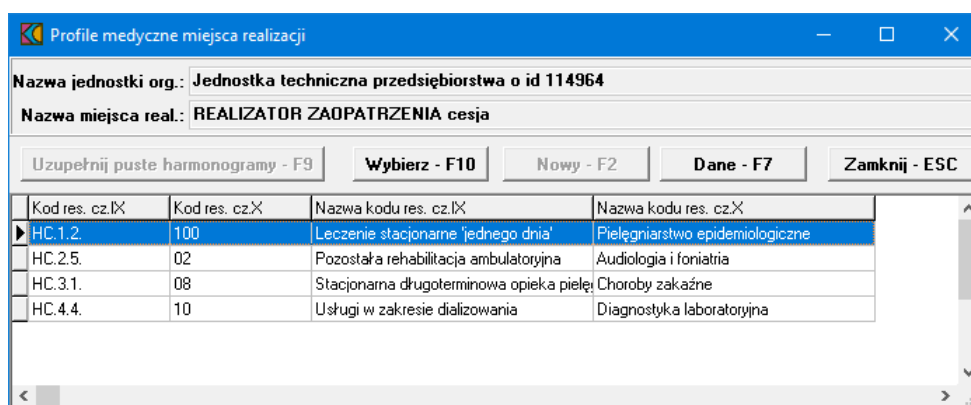 Profile medyczne miejsca realizacji
Nazwa jednostki org.: Jednostka techniczna przedsiębiorstwa o id 114964
Nazwa miejsca real.: REALIZATOR ZAOPATRZENIA cesja
Uzupełnij puste harmonogramy - F9 Wybierz - F10 Nowy - F2 Dane - F7 Zamknij - ESC
Kod res. cz.IX Kod res. cz.X Nazwa kodu res. cz.IX Nazwa kodu res. cz.X
HC.1.2. 100 Leczenie stacjonarne 'jednego dnia' Pielęgniarstwo epidemiologiczne
HC.2.5. 02 Pozostała rehabilitacja ambulatoryjna Audiologia i foniatria
HC.3.1. 08 Stacjonarna długoterminowa opieka pielę Choroby zakaźne
HC.4.4. 10 Usługi w zakresie dializowania Diagnostyka laboratoryjna